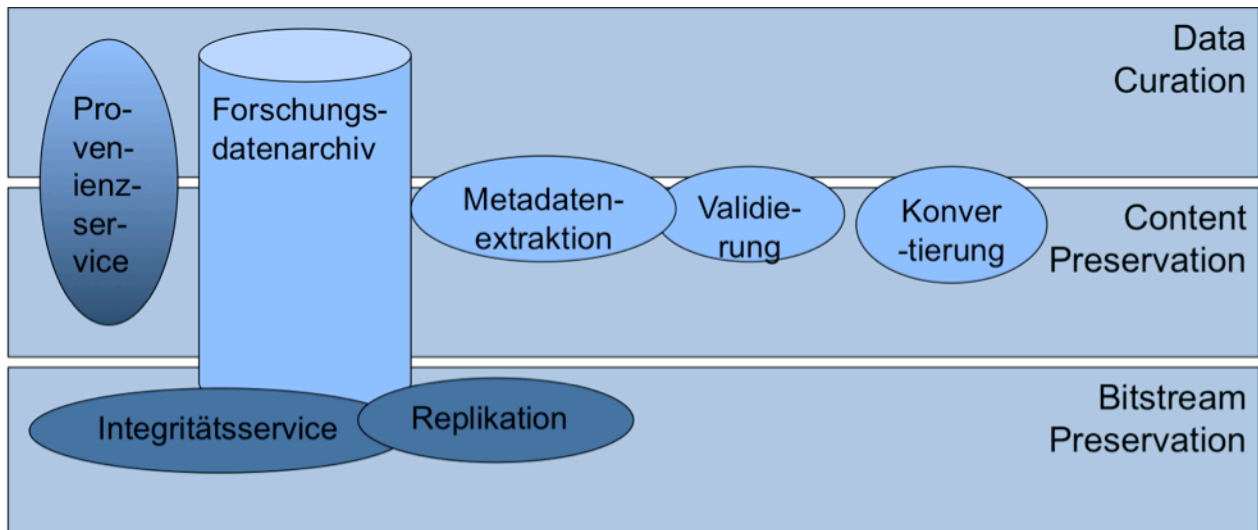 Data
Curation
Pro-
ven-
ienz-
ser-
vice
Forschungs-
datenarchiv
Metadaten-
extraktion
Validie-
rung
Konver
-tierung
Content
Preservation
Integritätsservice
Replikation
Bitstream
Preservation